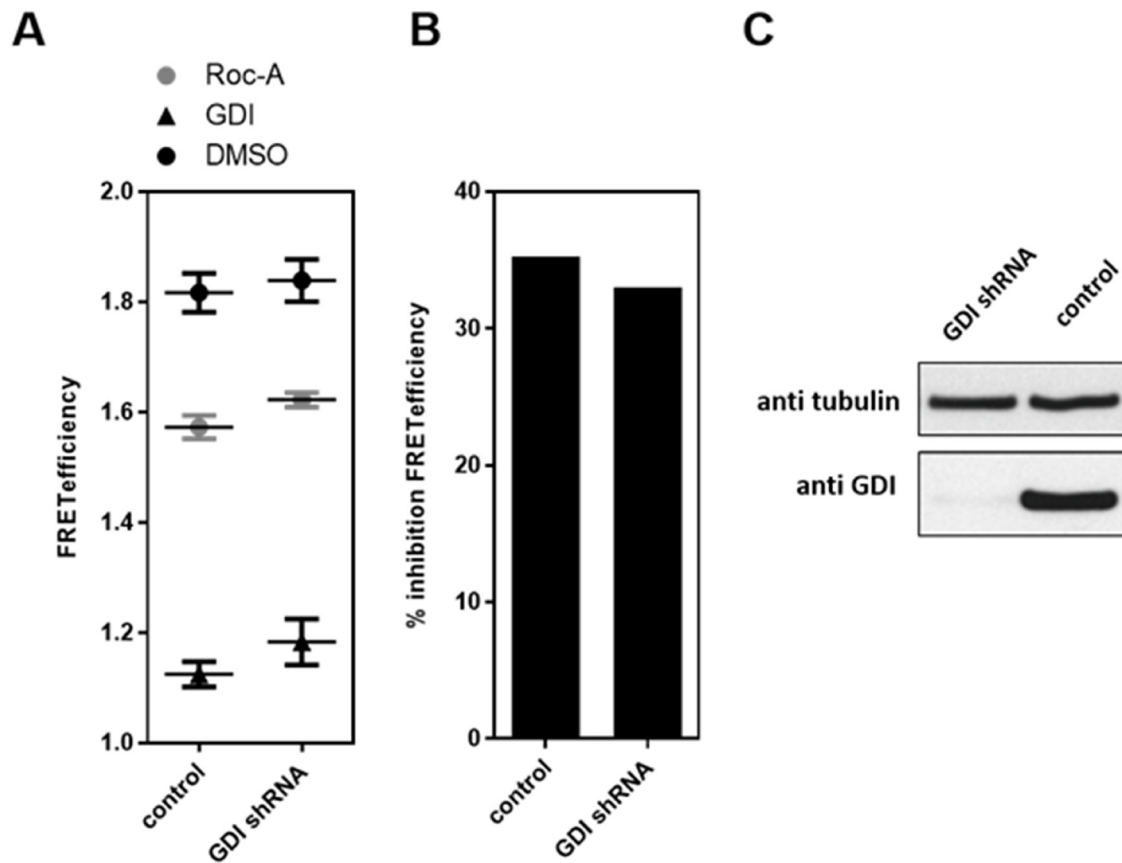 A
Roc-A
GDI
DMSO
FRETefficiency
2.0
1.8
1.6
1.4
1.2
1.0
control
GDI shRNA
B
% inhibition FRETefficiency
40
30
20
10
0
control
GDI shRNA
C
GDI shRNA
control
anti tubulin
anti GDI